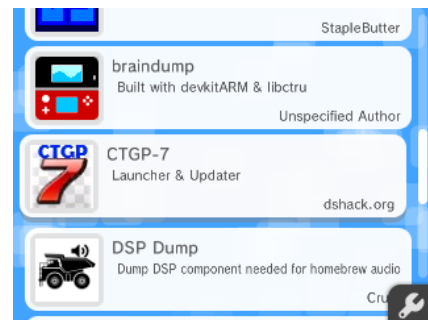 StapleButter
braindump
Built with devkitARM & libctru
Unspecified Author
CTGP
7
CTGP-7
Launcher & Updater
dshack.org
DSP Dump
Dump DSP component needed for homebrew audio